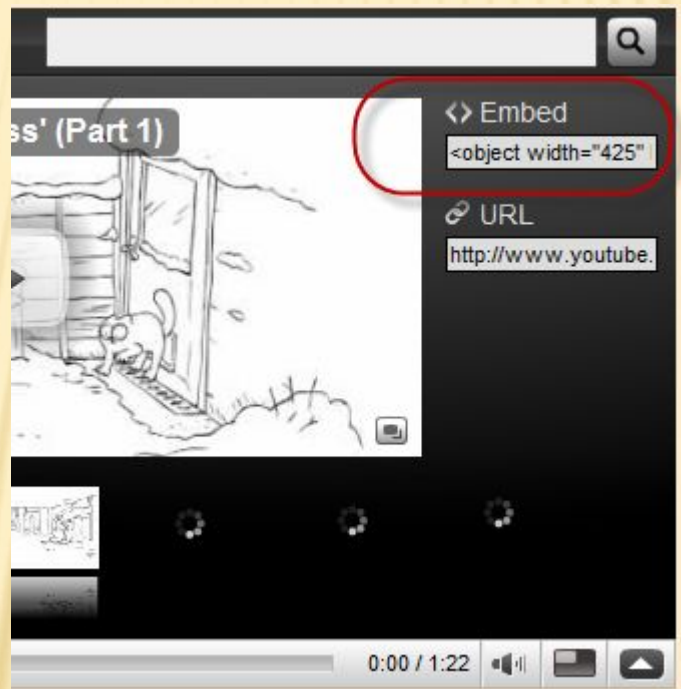 ss' (Part 1)
Embed
<object width="425"
URL
http://www.youtube.
0:00 / 1:22